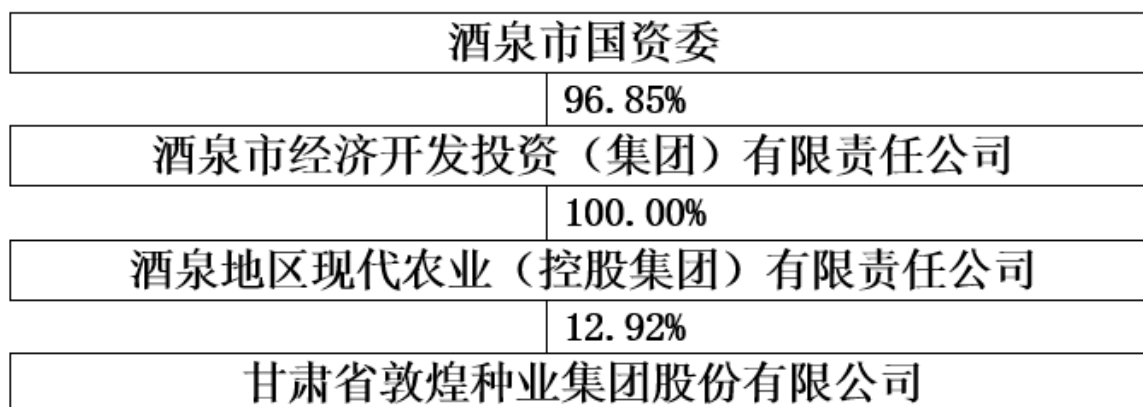 酒泉市国资委
96.85%
酒泉市经济开发投资（集团）有限责任公司
100.00%
酒泉地区现代农业（控股集团）有限责任公司
12.92%
甘肃省敦煌种业集团股份有限公司